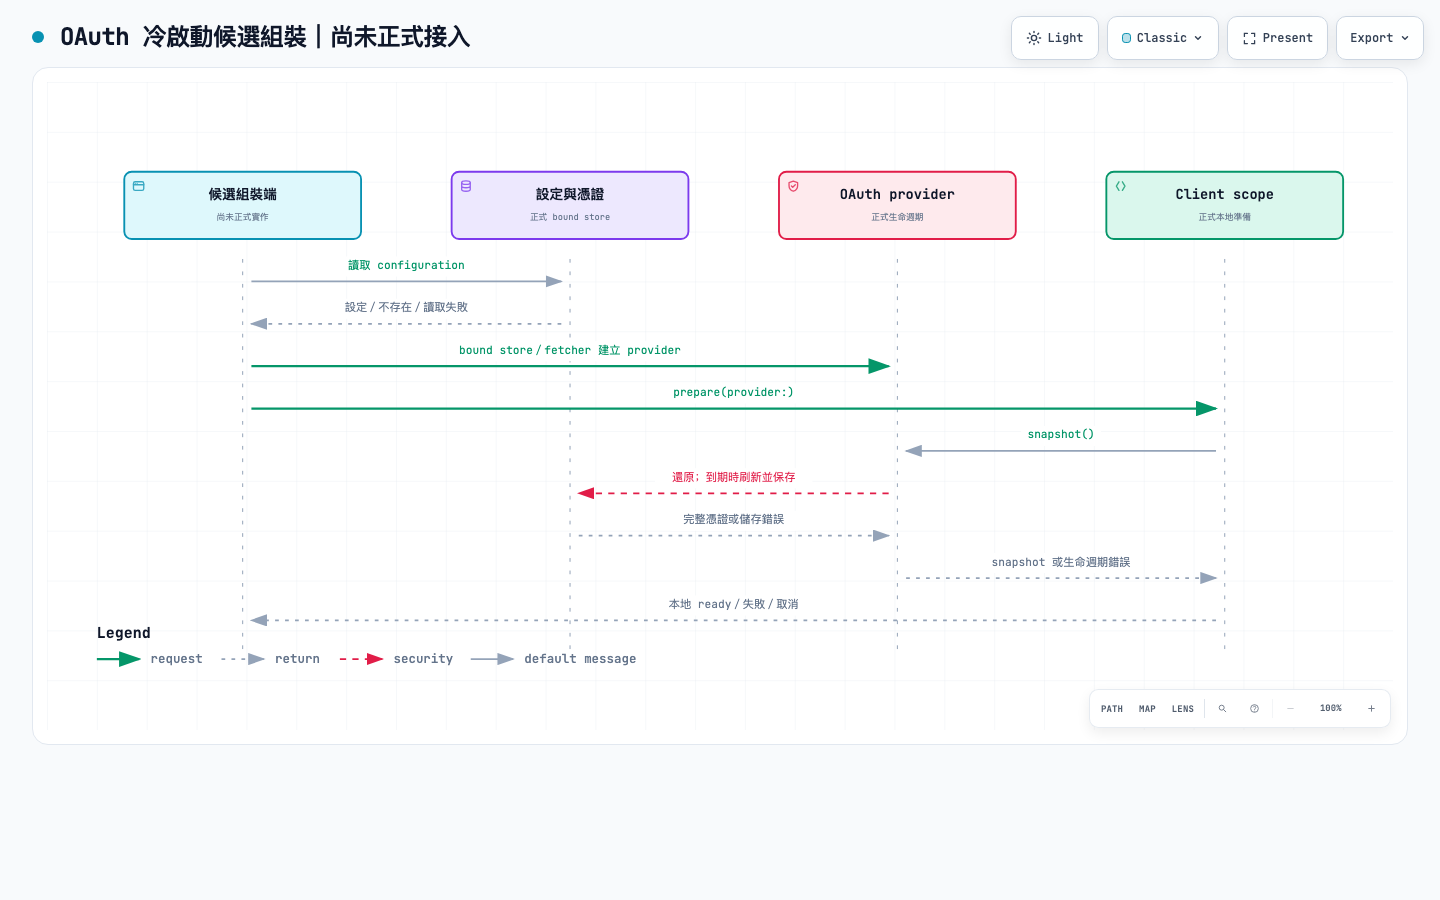 OAuth 冷啟動候選組裝｜尚未正式接入
Light
Classic
Present
Export
候選組裝端
尚未正式實作
設定與憑證
正式 bound store
OAuth provider
正式生命週期
Client scope
正式本地準備
讀取 configuration
設定／不存在／讀取失敗
bound store／fetcher 建立 provider
prepare(provider:)
snapshot()
還原；到期時刷新並保存
完整憑證或儲存錯誤
snapshot 或生命週期錯誤
本地 ready／失敗／取消
Legend
request
return
security
default message
PATH
MAP
LENS
100%